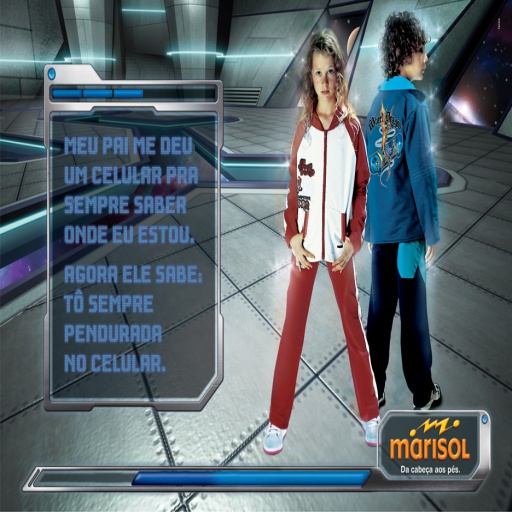 MEU PAI ME DEU
UM CELULAR PRA
SEMPRE SABER
ONDE EU ESTOU.
AGORA ELE SABE:
TÔ SEMPRE
PENDURADA
NO CELULAR.
marisol
Da cabeça aos pés.